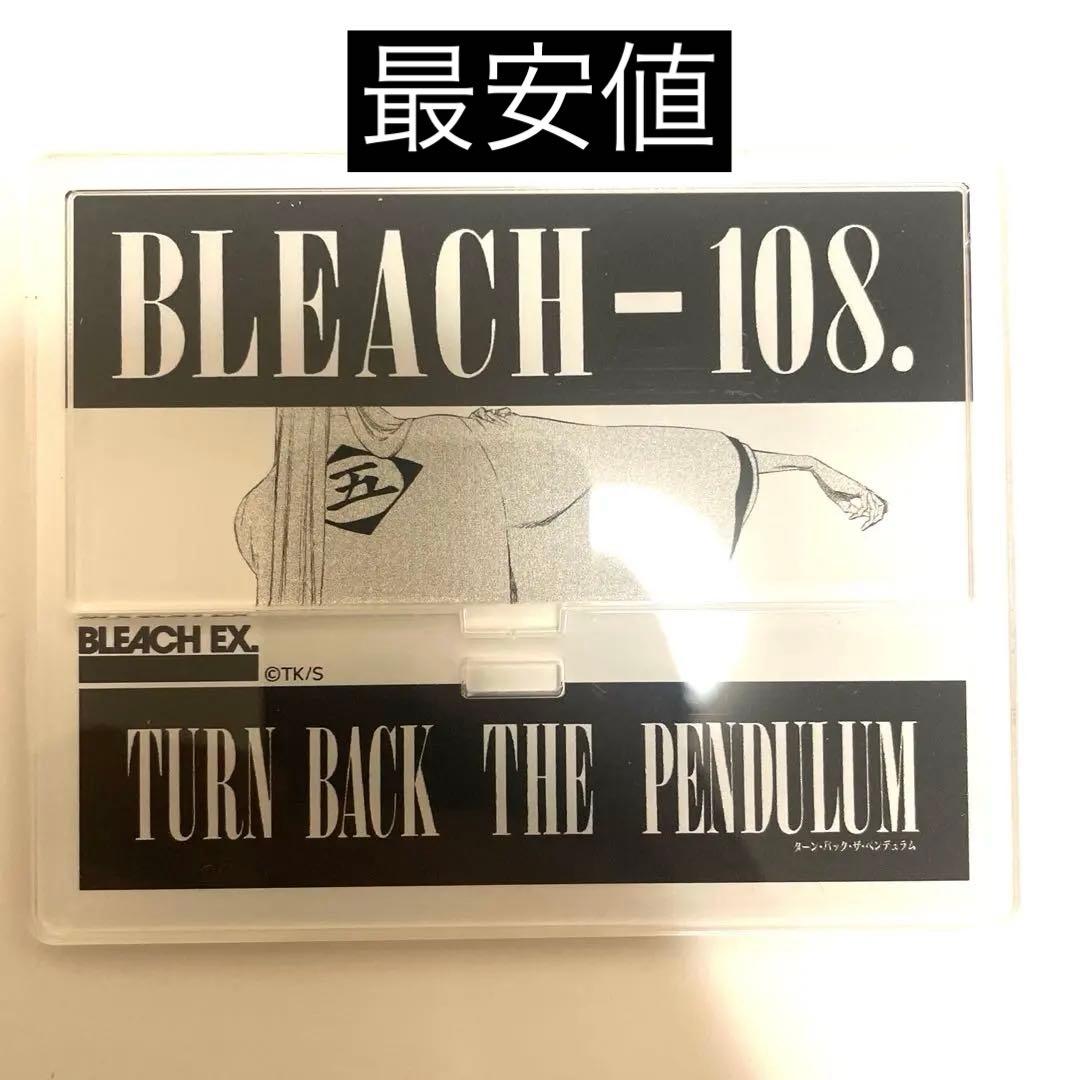 最安値
BLEACH - 108.
五
BLEACH EX.
©TK/S
TURN BACK THE PENDULUM
ターン・バック・ザ・ペンデュラム